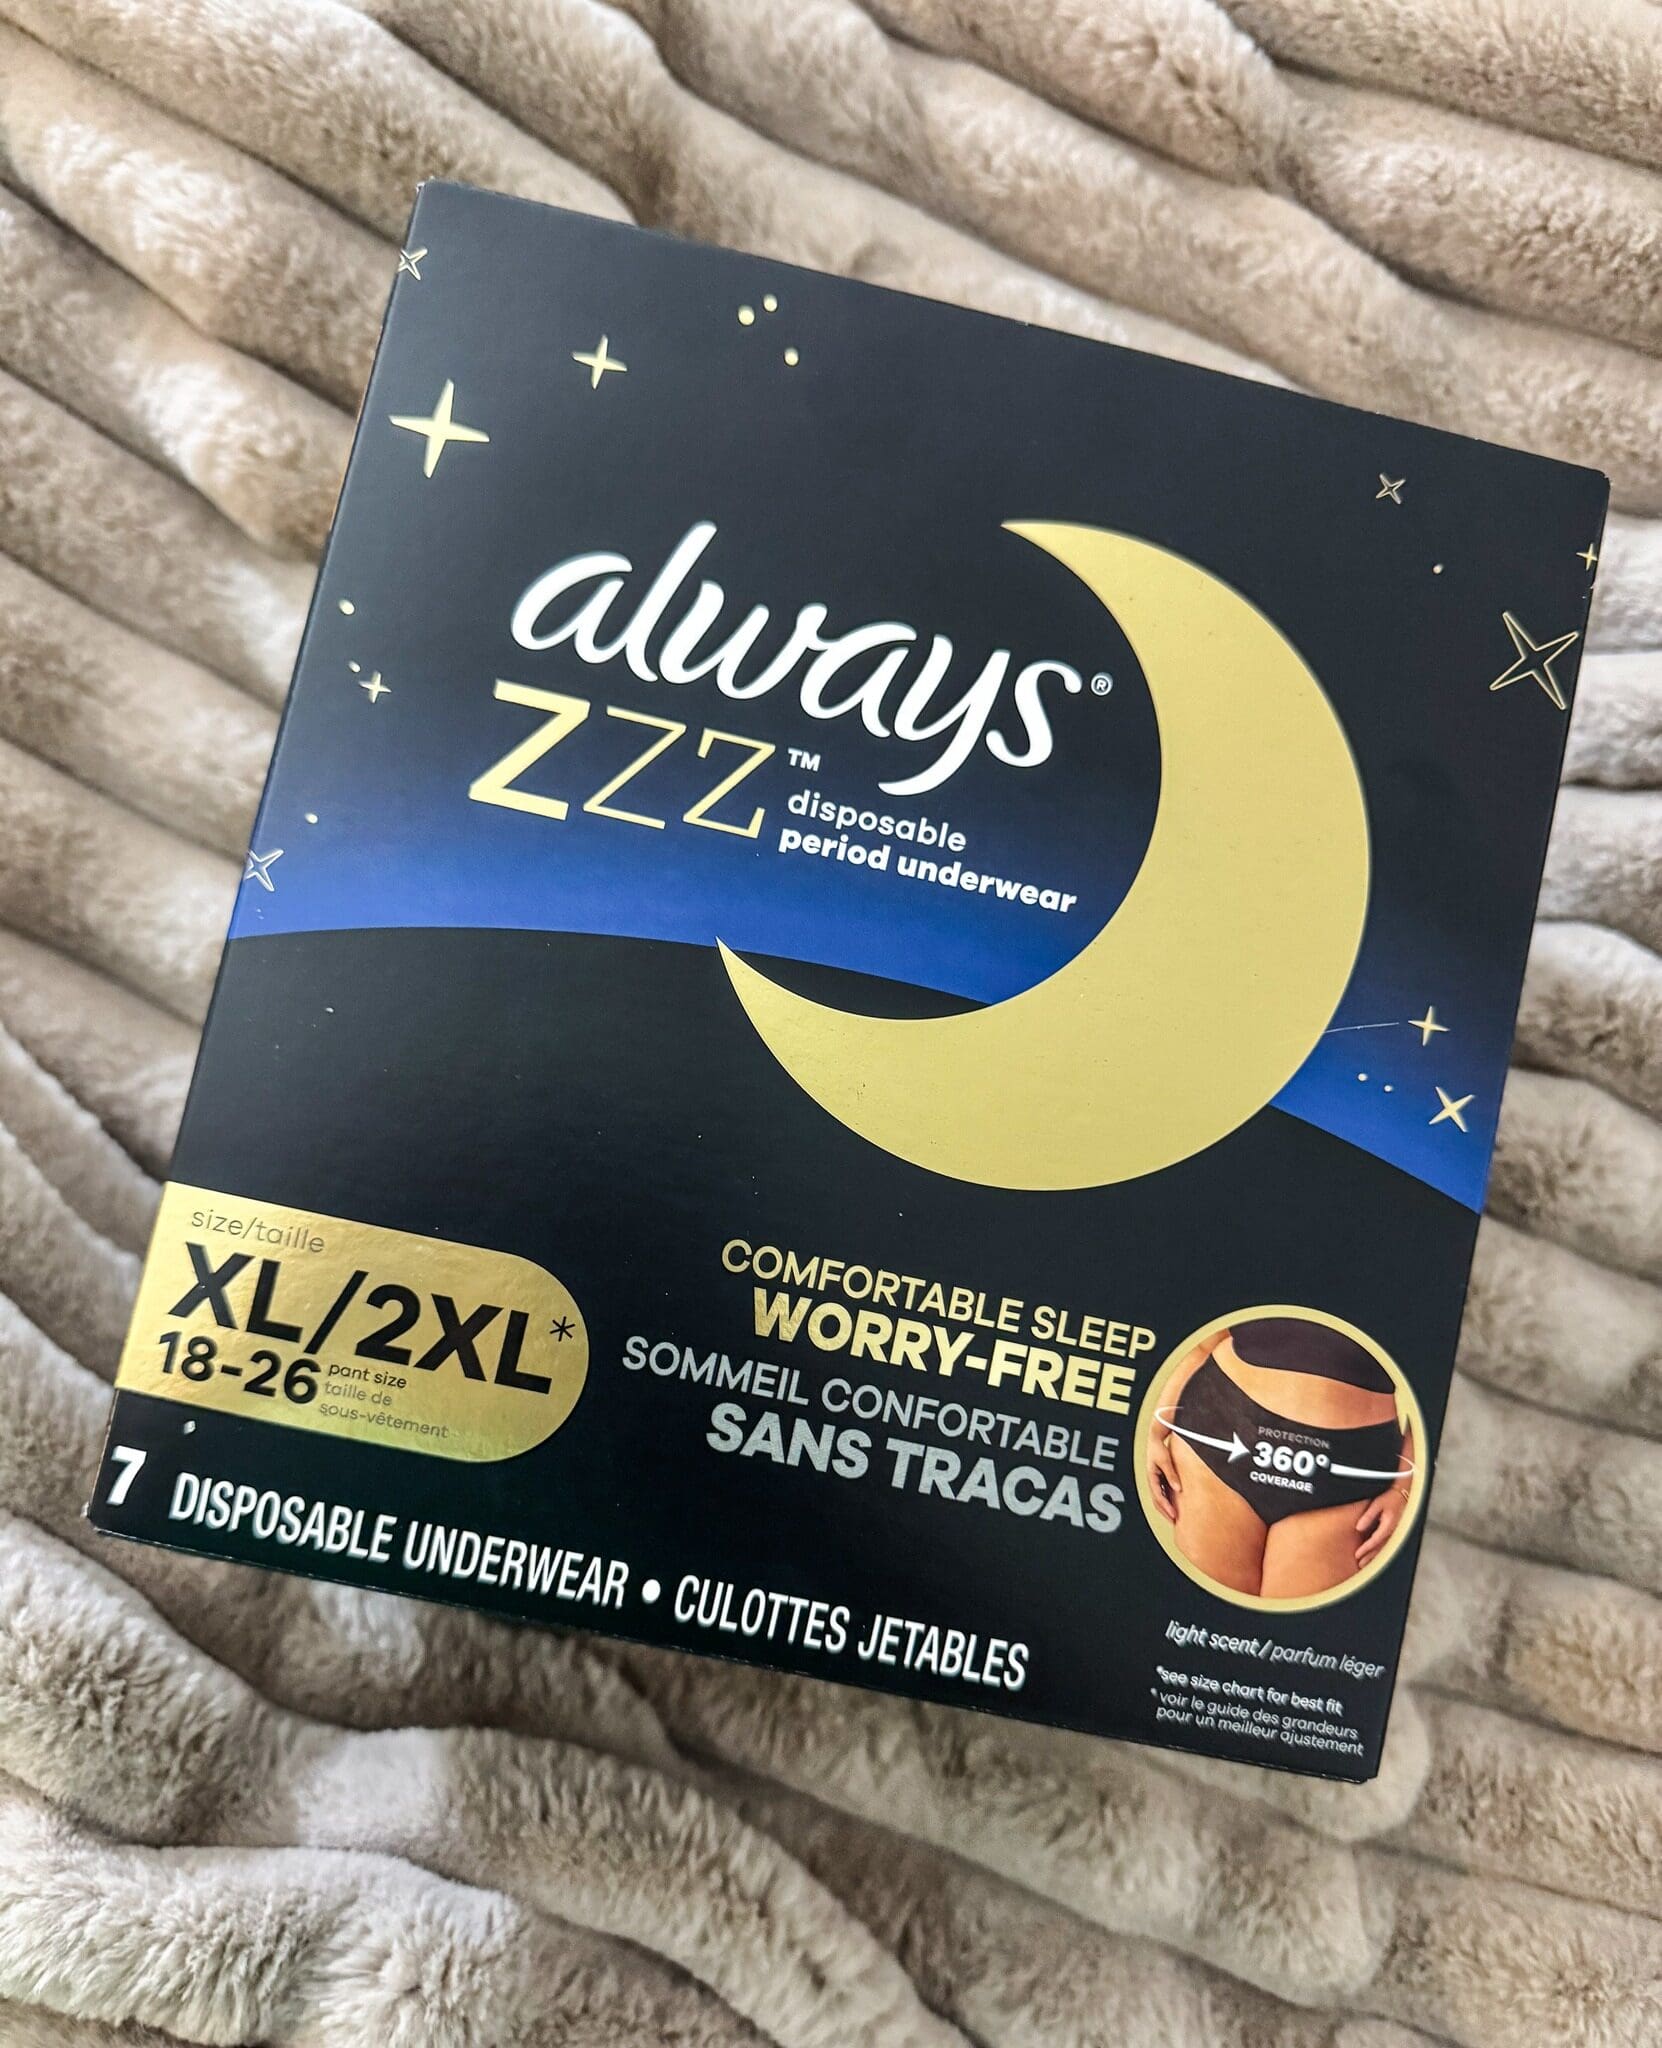 always®
ZZZ™
disposable
period underwear
size/taille
XL/2XL*
18-26
pant size
taille de
sous-vêtement
COMFORTABLE SLEEP
WORRY-FREE
SOMMEIL CONFORTABLE
SANS TRACAS
PROTECTION
360°
COVERAGE
7 DISPOSABLE UNDERWEAR • CULOTTES JETABLES
light scent / parfum léger
*see size chart for best fit
*voir le guide des grandeurs
pour un meilleur ajustement